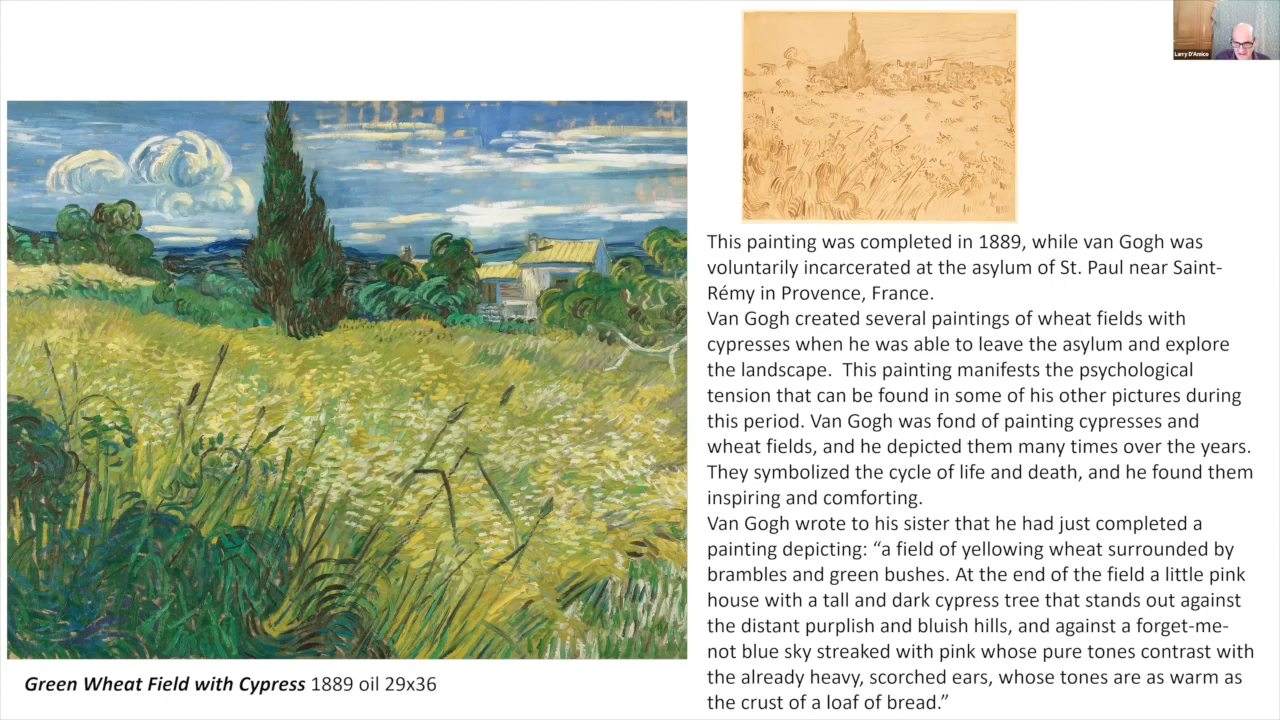 Larry D'Amico
This painting was completed in 1889, while van Gogh was
voluntarily incarcerated at the asylum of St. Paul near Saint-
Rémy in Provence, France.
Van Gogh created several paintings of wheat fields with
cypresses when he was able to leave the asylum and explore
the landscape.  This painting manifests the psychological
tension that can be found in some of his other pictures during
this period. Van Gogh was fond of painting cypresses and
wheat fields, and he depicted them many times over the years.
They symbolized the cycle of life and death, and he found them
inspiring and comforting.
Van Gogh wrote to his sister that he had just completed a
painting depicting: “a field of yellowing wheat surrounded by
brambles and green bushes. At the end of the field a little pink
house with a tall and dark cypress tree that stands out against
the distant purplish and bluish hills, and against a forget-me-
not blue sky streaked with pink whose pure tones contrast with
the already heavy, scorched ears, whose tones are as warm as
the crust of a loaf of bread.”
Green Wheat Field with Cypress 1889 oil 29x36